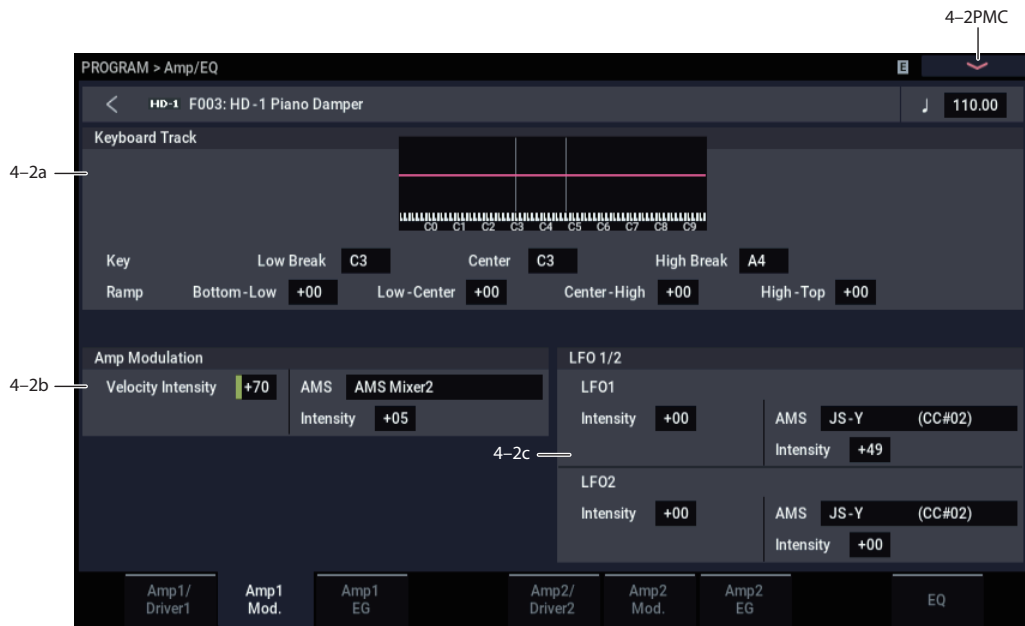 4–2PMC
PROGRAM > Amp/EQ
E
HD-1 F003: HD-1 Piano Damper
♩ 110.00
Keyboard Track
4–2a
C0 C1 C2 C3 C4 C5 C6 C7 C8 C9
Key Low Break C3 Center C3 High Break A4
Ramp Bottom-Low +00 Low-Center +00 Center-High +00 High-Top +00
Amp Modulation
4–2b
Velocity Intensity +70 AMS AMS Mixer2
Intensity +05
LFO 1/2
LFO1
Intensity +00 AMS JS-Y (CC#02)
Intensity +49
4–2c
LFO2
Intensity +00 AMS JS-Y (CC#02)
Intensity +00
Amp1/
Driver1
Amp1
Mod.
Amp1
EG
Amp2/
Driver2
Amp2
Mod.
Amp2
EG
EQ